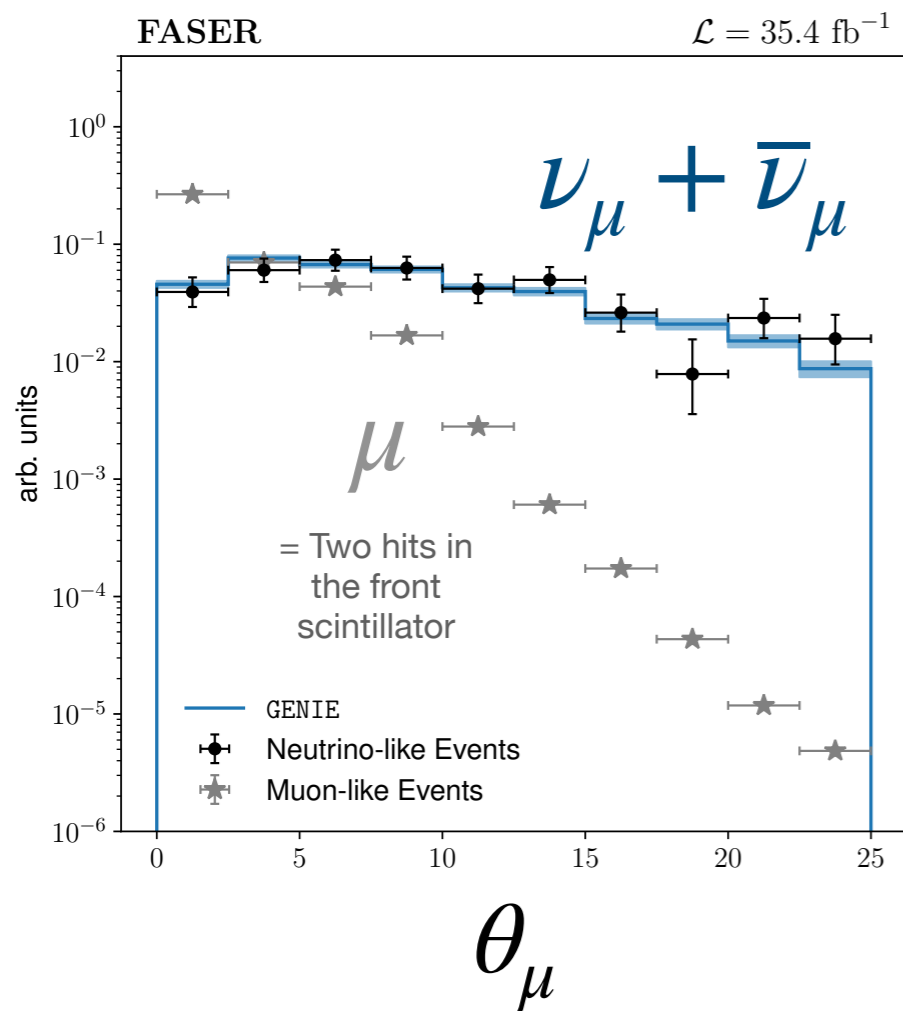 FASER
ℒ = 35.4 fb⁻¹
10⁰
10⁻¹
10⁻²
10⁻³
10⁻⁴
10⁻⁵
10⁻⁶
arb. units
ν_μ + ν̅_μ
μ
= Two hits in
the front
scintillator
GENIE
Neutrino-like Events
Muon-like Events
0 5 10 15 20 25
θ_μ